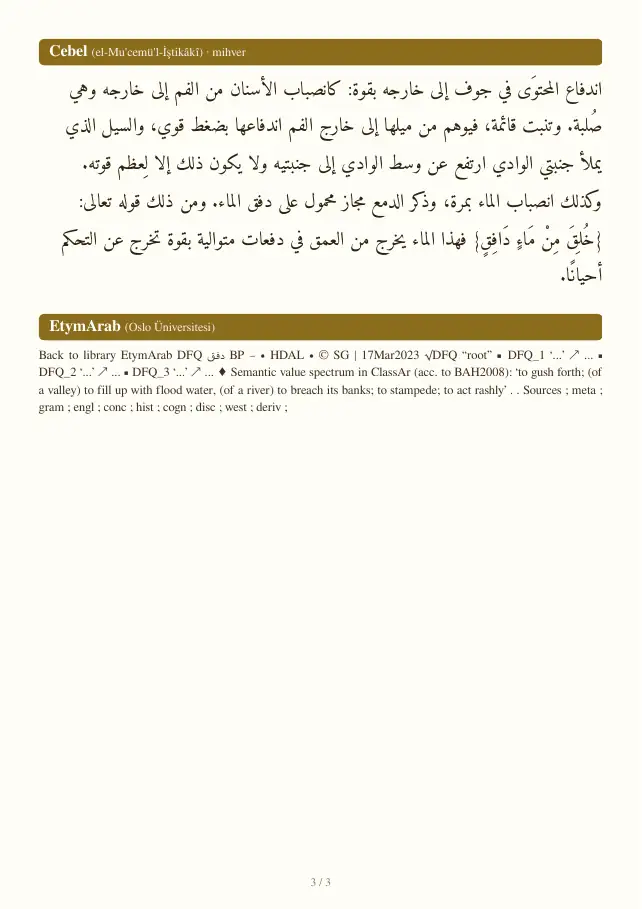 Cebel (el-Mu'cemü'l-İştikâkî) · mihver
اندفاع المحتوَى في جوف إلى خارجه بقوة: كانصباب الأسنان من الفم إلى خارجه وهي
صُلبة. وتنبت قائمة، فيوهم من ميلها إلى خارج الفم اندفاعها بضغط قوي، والسيل الذي
يملأ جنبتي الوادي ارتفع عن وسط الوادي إلى جنبتيه ولا يكون ذلك إلا لِعظم قوته.
وكذلك انصباب الماء بمرة، وذكر الدمع مجاز محمول على دفق الماء. ومن ذلك قوله تعالى:
{خُلِقَ مِنْ مَاءٍ دَافِقٍ} فهذا الماء يخرج من العمق في دفعات متوالية بقوة تخرج عن التحكم
أحيانًا.
EtymArab (Oslo Üniversitesi)
Back to library EtymArab DFQ دفق BP – • HDAL • © SG | 17Mar2023 √DFQ “root” ▪ DFQ_1 ‘...’ ↗ ... ▪
DFQ_2 ‘...’ ↗ ... ▪ DFQ_3 ‘...’ ↗ ... ♦ Semantic value spectrum in ClassAr (acc. to BAH2008): ‘to gush forth; (of
a valley) to fill up with flood water, (of a river) to breach its banks; to stampede; to act rashly’ . . Sources ; meta ;
gram ; engl ; conc ; hist ; cogn ; disc ; west ; deriv ;
3 / 3